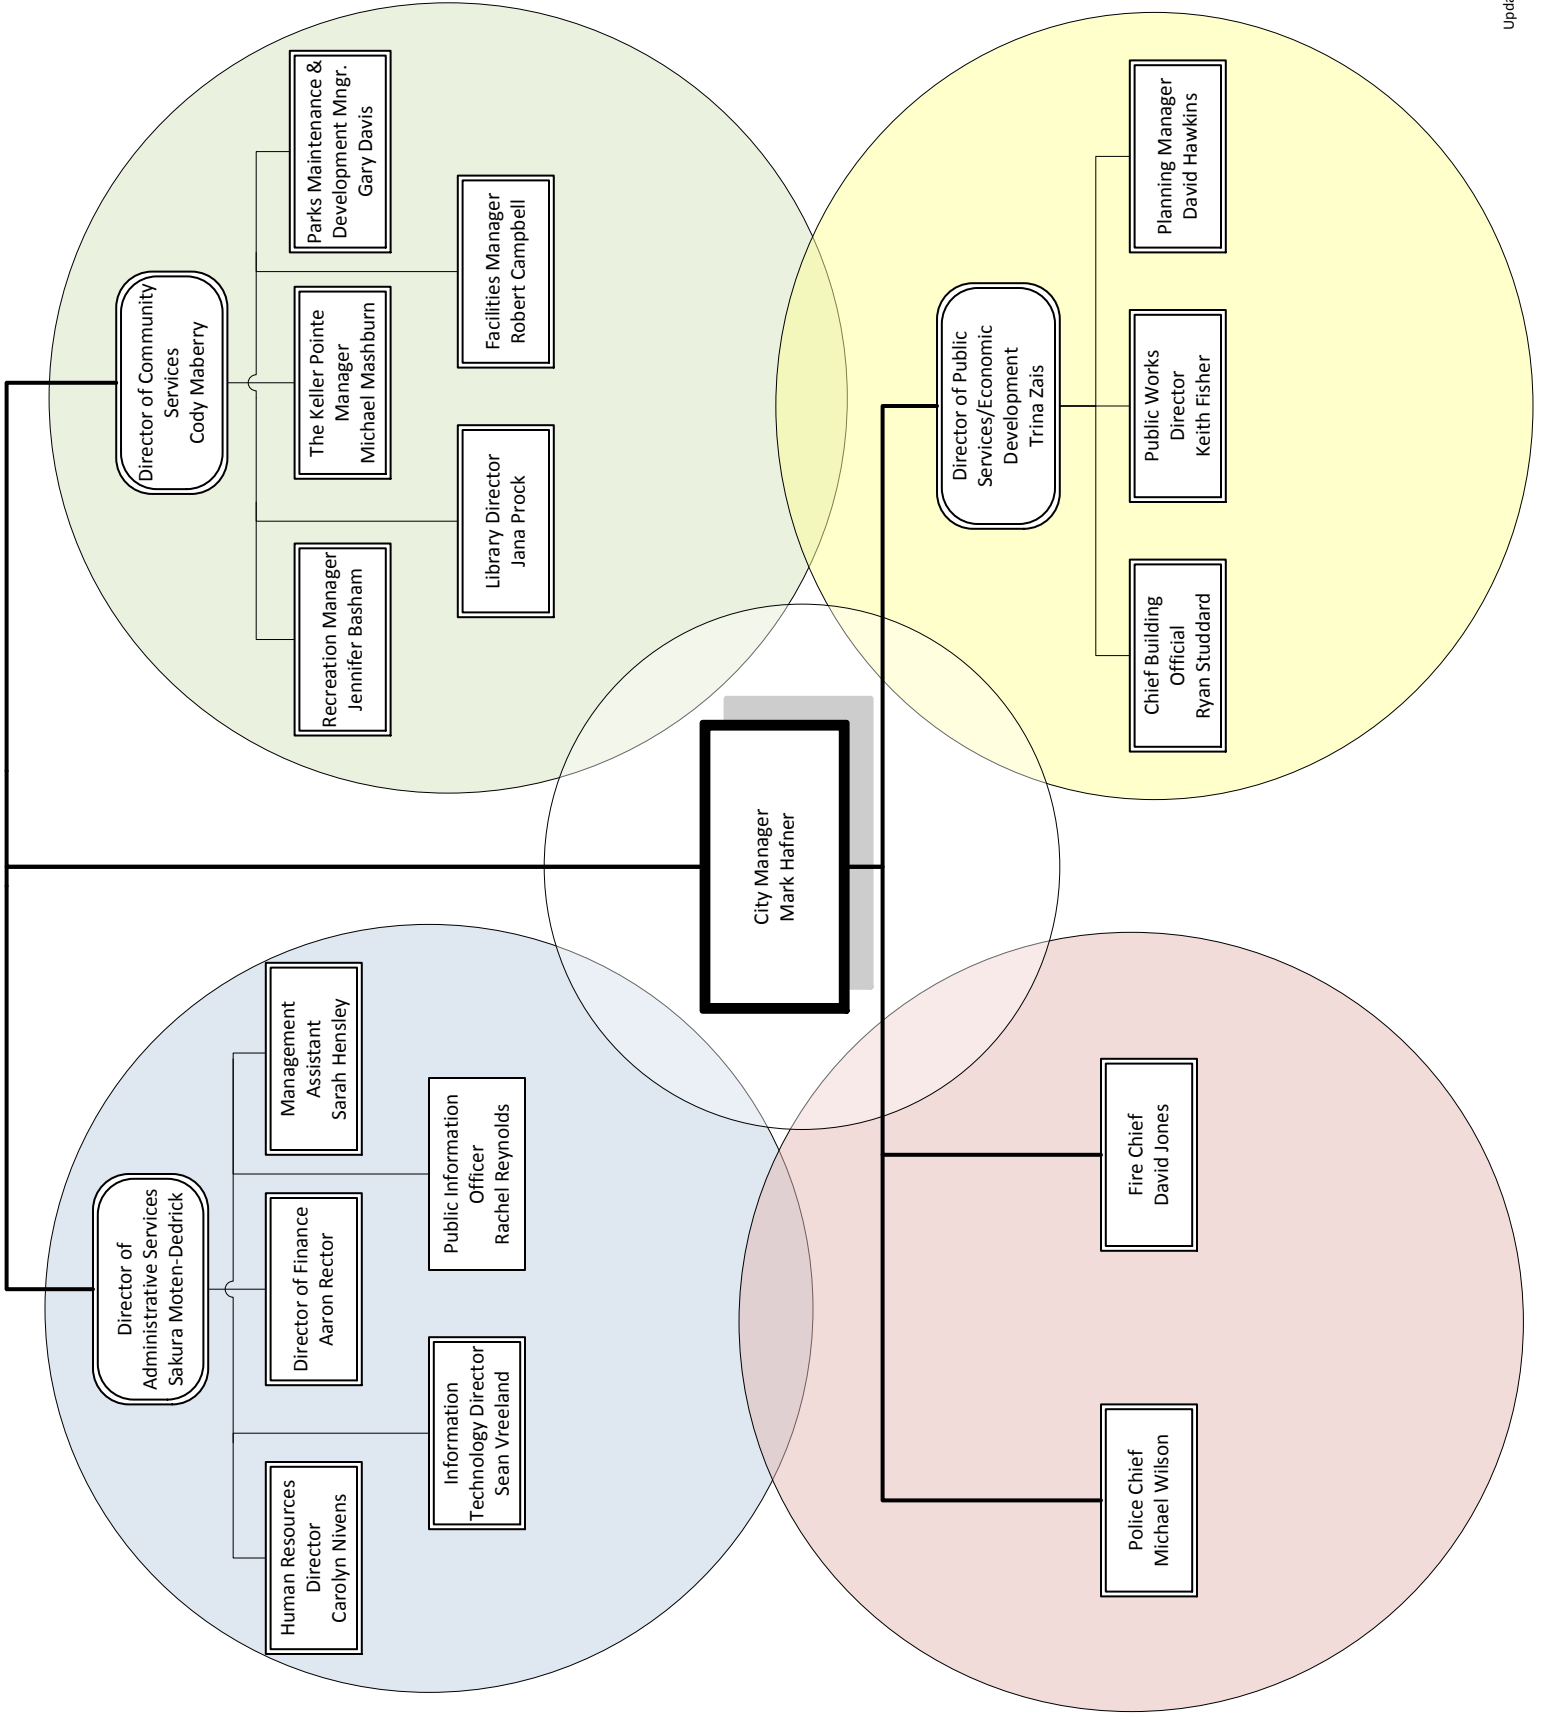 Director of
Administrative Services
Sakura Moten-Dedrick
Human Resources
Director
Carolyn Nivens
Director of Finance
Aaron Rector
Management
Assistant
Sarah Hensley
Information
Technology Director
Sean Vreeland
Public Information
Officer
Rachel Reynolds
Director of Community
Services
Cody Maberry
Recreation Manager
Jennifer Basham
The Keller Pointe
Manager
Michael Mashburn
Parks Maintenance &
Development Mngr.
Gary Davis
Library Director
Jana Prock
Facilities Manager
Robert Campbell
City Manager
Mark Hafner
Police Chief
Michael Wilson
Fire Chief
David Jones
Director of Public
Services/Economic
Development
Trina Zais
Chief Building
Official
Ryan Studdard
Public Works
Director
Keith Fisher
Planning Manager
David Hawkins
Upda